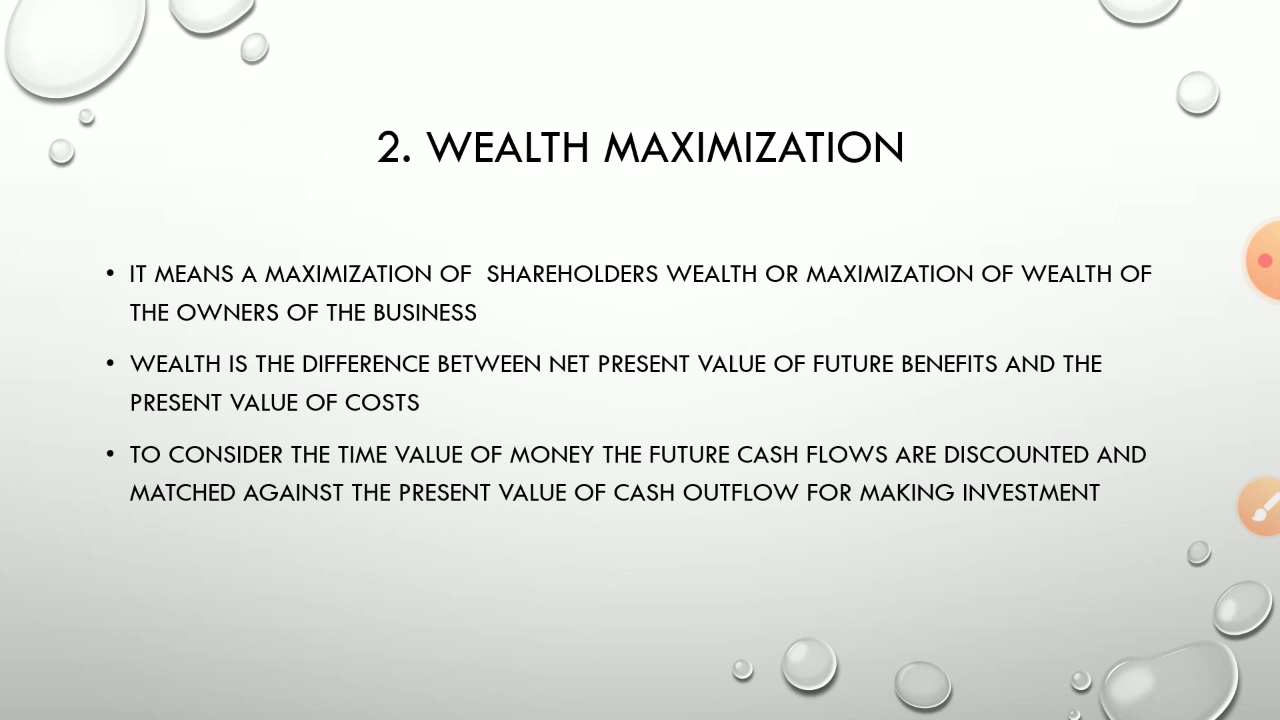 2. WEALTH MAXIMIZATION
• IT MEANS A MAXIMIZATION OF  SHAREHOLDERS WEALTH OR MAXIMIZATION OF WEALTH OF
THE OWNERS OF THE BUSINESS
• WEALTH IS THE DIFFERENCE BETWEEN NET PRESENT VALUE OF FUTURE BENEFITS AND THE
PRESENT VALUE OF COSTS
• TO CONSIDER THE TIME VALUE OF MONEY THE FUTURE CASH FLOWS ARE DISCOUNTED AND
MATCHED AGAINST THE PRESENT VALUE OF CASH OUTFLOW FOR MAKING INVESTMENT